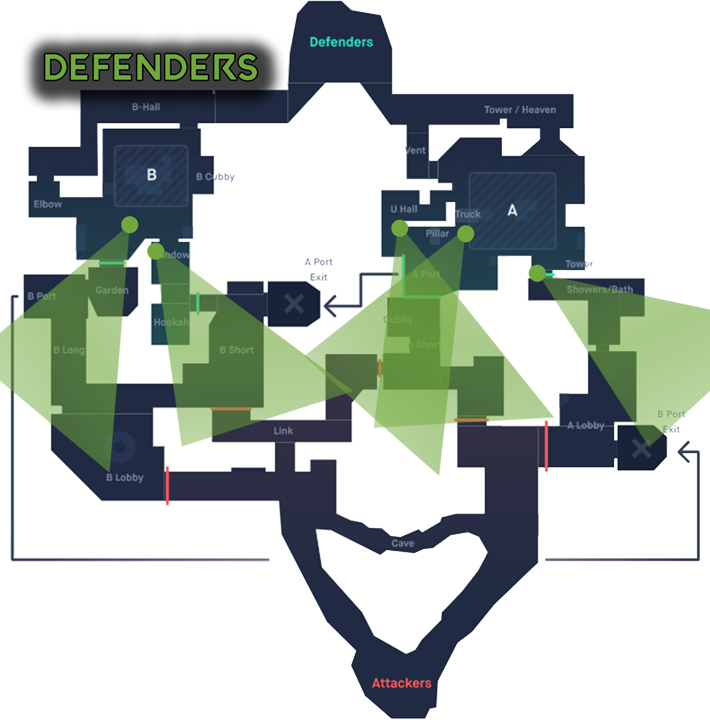 Defenders
DEFENDERS
B-Hall
Tower / Heaven
Vent
B
B Cubby
Elbow
U Hall
Truck
A
Pillar
Window
A Port
Exit
Tower
A Port
B Port
Garden
Showers/Bath
Hookah
Cubby
B Long
B Short
A Short
B Port
Exit
A Lobby
Link
B Lobby
Cave
Attackers